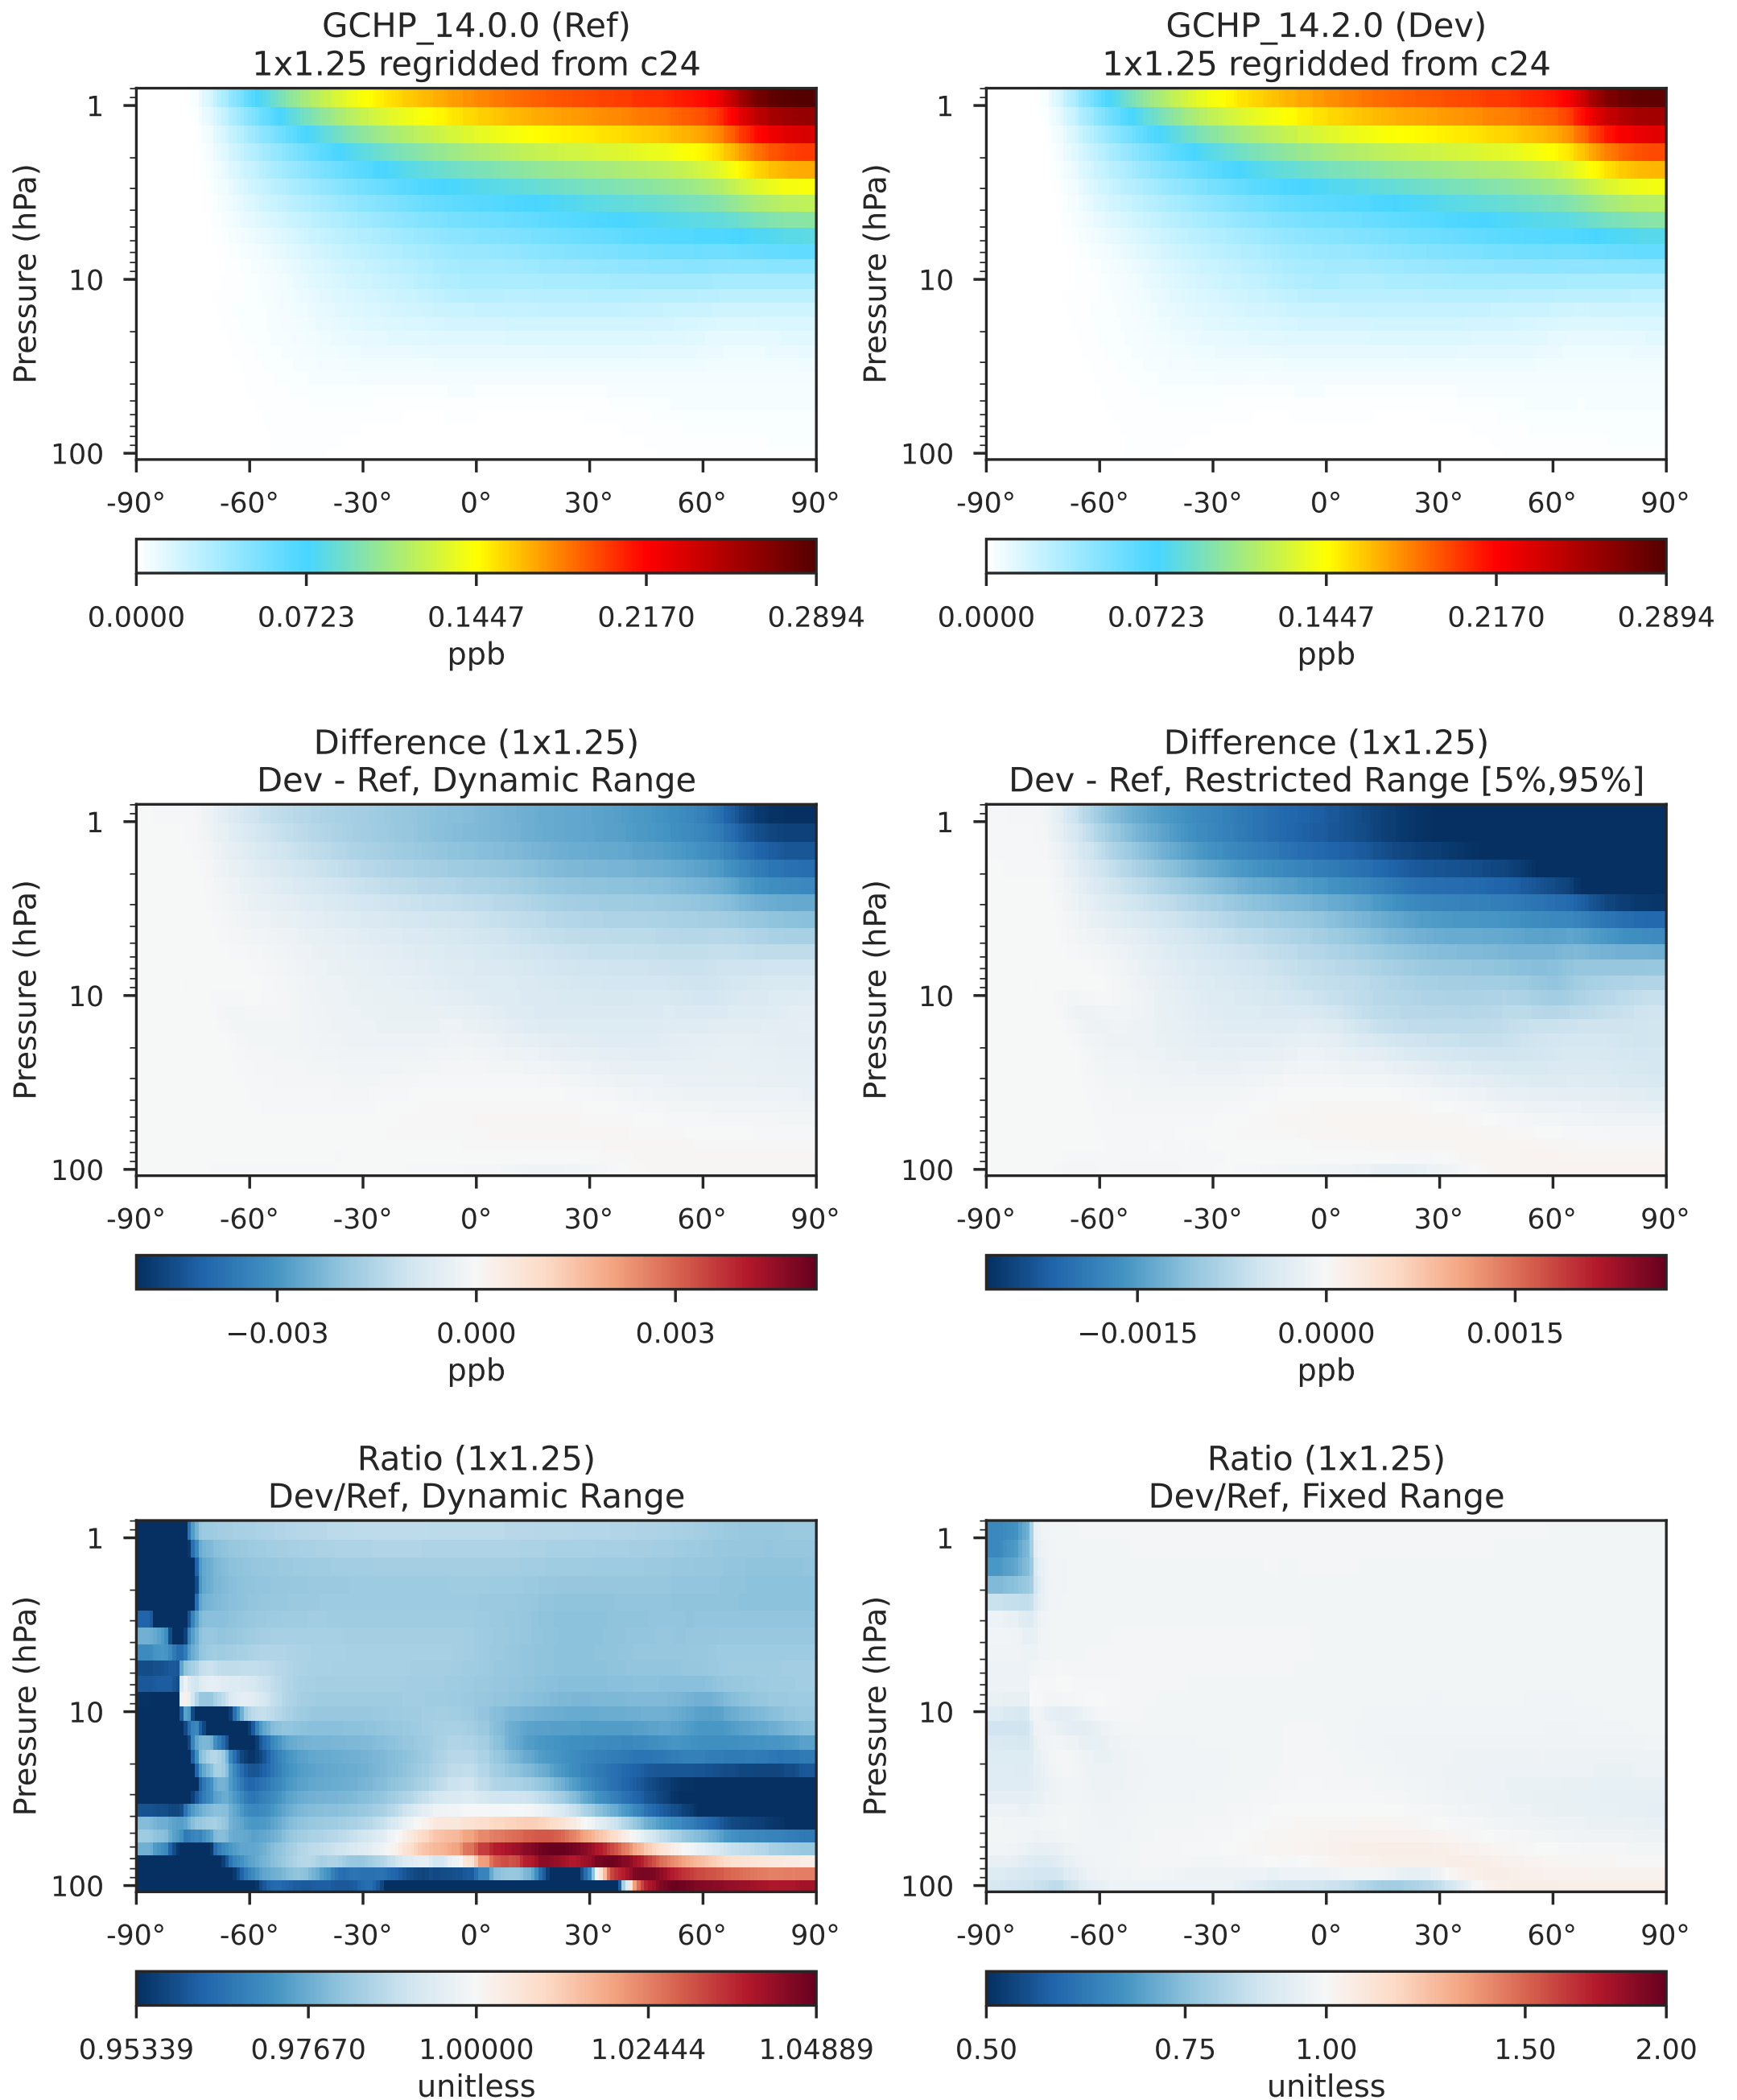 GCHP_14.0.0 (Ref)
1x1.25 regridded from c24
Pressure (hPa)
1
10
100
-90° -60° -30° 0° 30° 60° 90°
0.0000 0.0723 0.1447 0.2170 0.2894
ppb
GCHP_14.2.0 (Dev)
1x1.25 regridded from c24
Pressure (hPa)
1
10
100
-90° -60° -30° 0° 30° 60° 90°
0.0000 0.0723 0.1447 0.2170 0.2894
ppb
Difference (1x1.25)
Dev - Ref, Dynamic Range
Pressure (hPa)
1
10
100
-90° -60° -30° 0° 30° 60° 90°
−0.003 0.000 0.003
ppb
Difference (1x1.25)
Dev - Ref, Restricted Range [5%,95%]
Pressure (hPa)
1
10
100
-90° -60° -30° 0° 30° 60° 90°
−0.0015 0.0000 0.0015
ppb
Ratio (1x1.25)
Dev/Ref, Dynamic Range
Pressure (hPa)
1
10
100
-90° -60° -30° 0° 30° 60° 90°
0.95339 0.97670 1.00000 1.02444 1.04889
unitless
Ratio (1x1.25)
Dev/Ref, Fixed Range
Pressure (hPa)
1
10
100
-90° -60° -30° 0° 30° 60° 90°
0.50 0.75 1.00 1.50 2.00
unitless